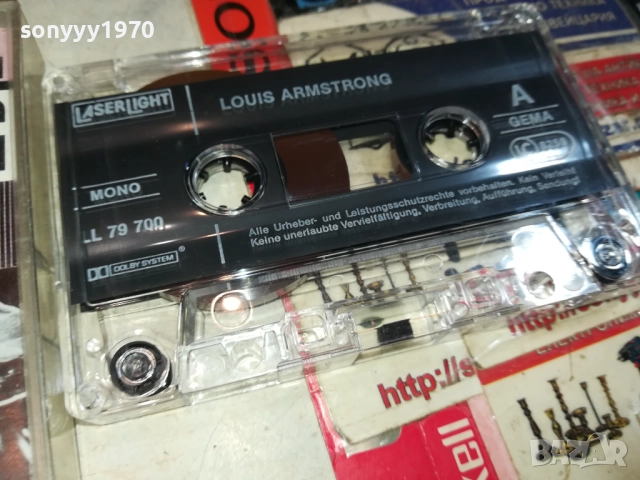 sonyyy1970
LASERLIGHT
LOUIS ARMSTRONG
A
GEMA
MONO
LL 79 700
DOLBY SYSTEM
Alle Urheber- und Leistungsschutzrechte vorbehalten. Kein Verleih!
Keine unerlaubte Vervielfältigung, Verbreitung, Aufführung, Sendung!
http://s
http://
BAZAR